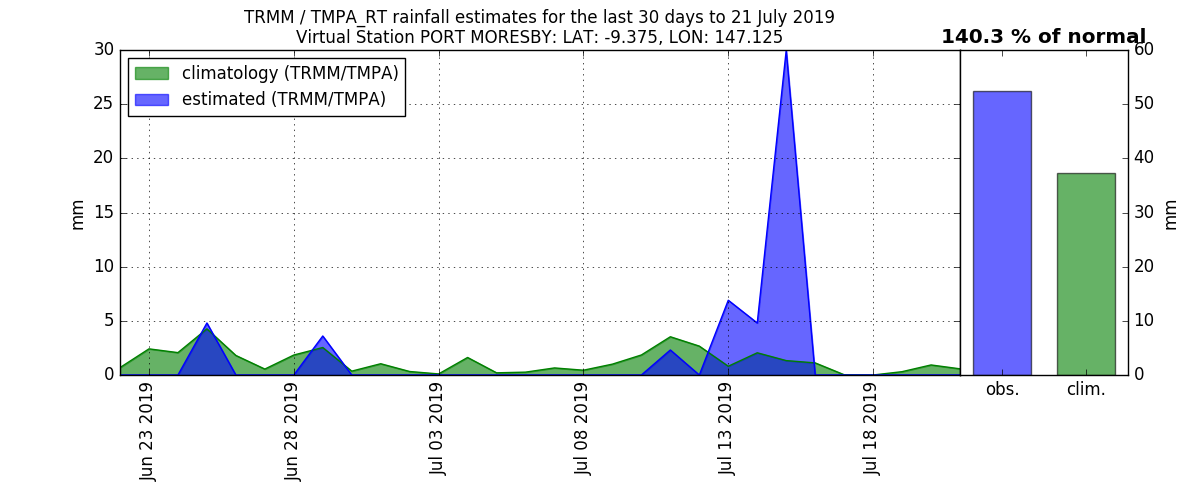 TRMM / TMPA_RT rainfall estimates for the last 30 days to 21 July 2019
Virtual Station PORT MORESBY: LAT: -9.375, LON: 147.125
140.3 % of normal
climatology (TRMM/TMPA)
estimated (TRMM/TMPA)
30
25
20
15
10
5
0
mm
Jun 23 2019
Jun 28 2019
Jul 03 2019
Jul 08 2019
Jul 13 2019
Jul 18 2019
obs.
clim.
60
50
40
30
20
10
0
mm